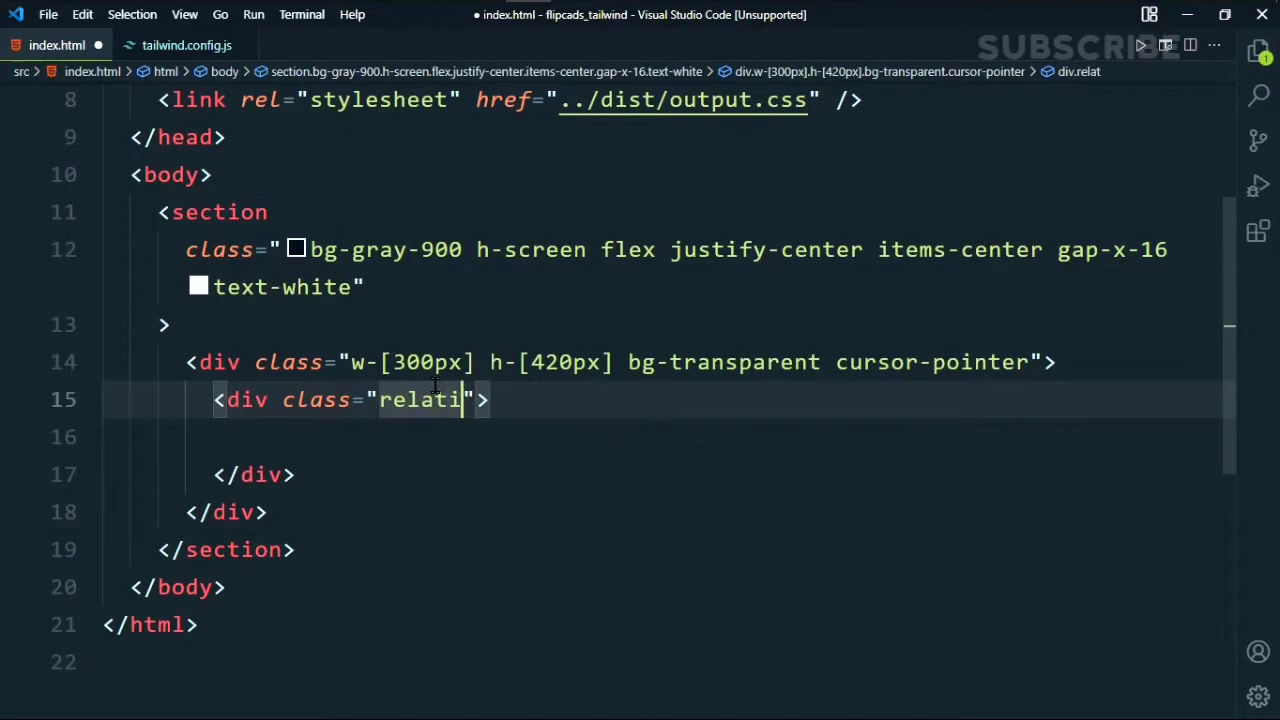 File Edit Selection View Go Run Terminal Help ● index.html - flipcads_tailwind - Visual Studio Code [Unsupported]
index.html ● tailwind.config.js SUBSCRIBE
src > index.html > html > body > section.bg-gray-900.h-screen.flex.justify-center.items-center.gap-x-16.text-white > div.w-[300px].h-[420px].bg-transparent.cursor-pointer > div.relat
8 <link rel="stylesheet" href="../dist/output.css" />
9 </head>
10 <body>
11 <section
12 class="bg-gray-900 h-screen flex justify-center items-center gap-x-16
text-white"
13 >
14 <div class="w-[300px] h-[420px] bg-transparent cursor-pointer">
15 <div class="relati">
16
17 </div>
18 </div>
19 </section>
20 </body>
21 </html>
22